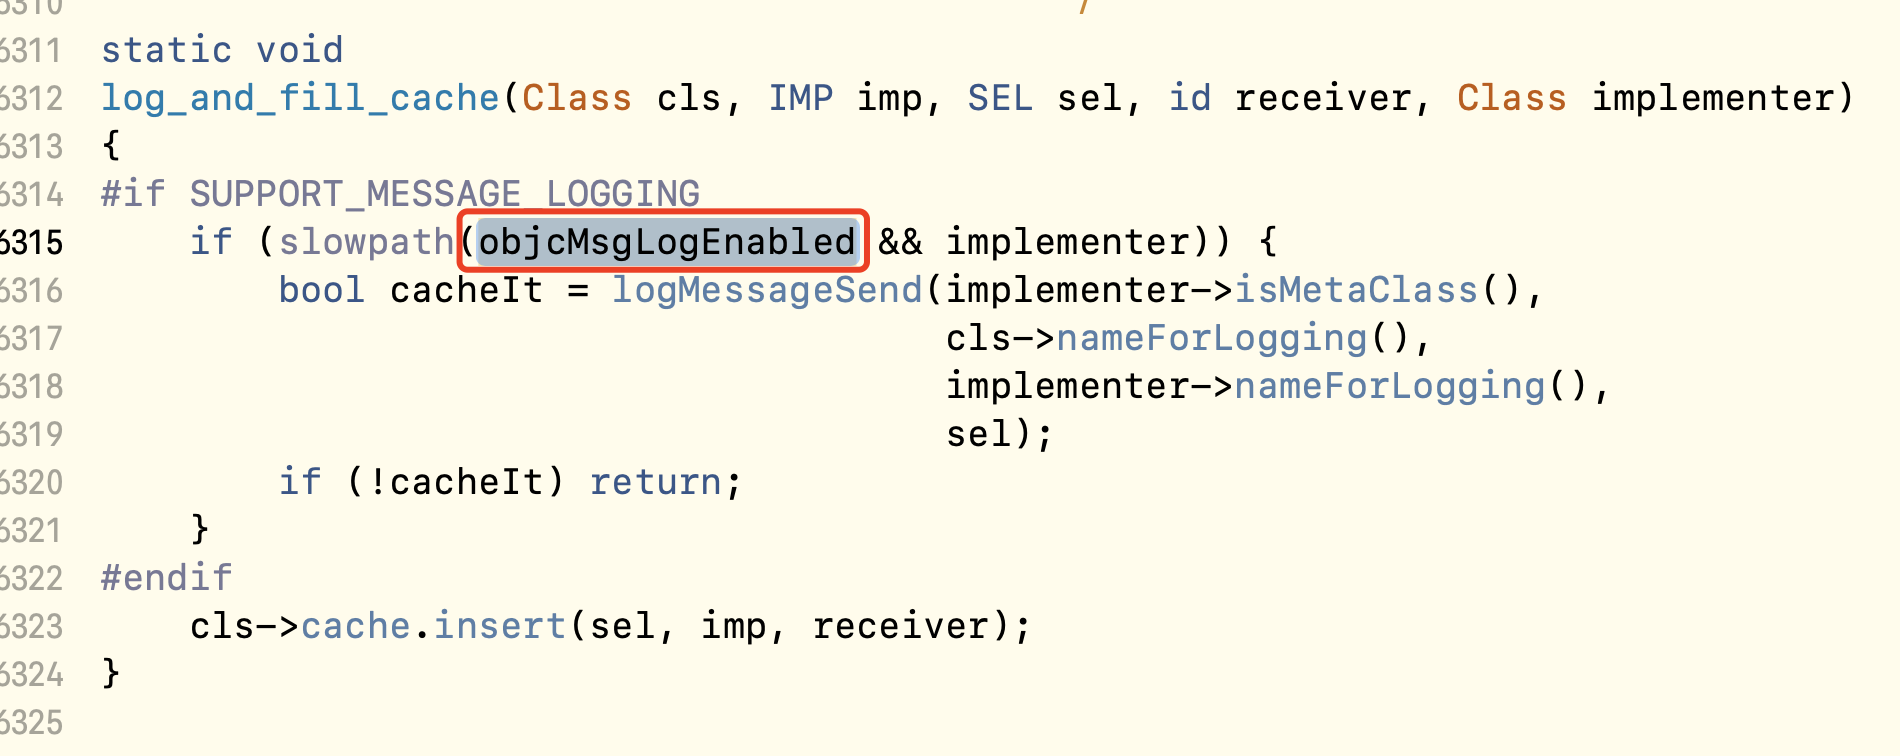 6310 /
6311 static void
6312 log_and_fill_cache(Class cls, IMP imp, SEL sel, id receiver, Class implementer)
6313 {
6314 #if SUPPORT_MESSAGE_LOGGING
6315     if (slowpath(objcMsgLogEnabled && implementer)) {
6316         bool cacheIt = logMessageSend(implementer->isMetaClass(),
6317                                       cls->nameForLogging(),
6318                                       implementer->nameForLogging(),
6319                                       sel);
6320         if (!cacheIt) return;
6321     }
6322 #endif
6323     cls->cache.insert(sel, imp, receiver);
6324 }
6325